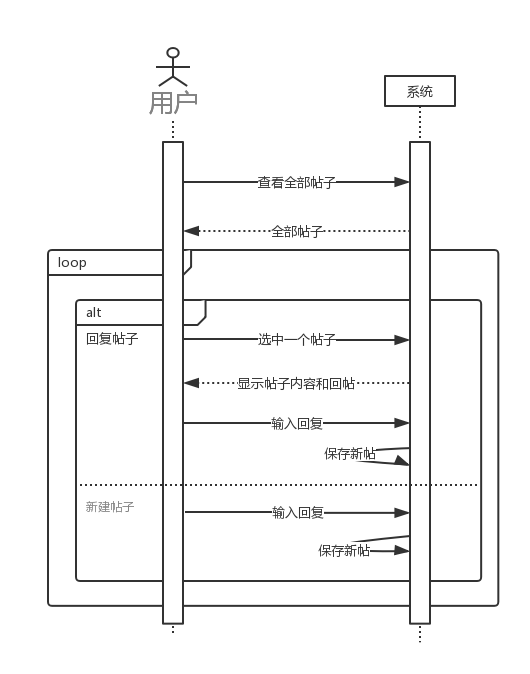 用户
系统
查看全部帖子
全部帖子
loop
alt
回复帖子
选中一个帖子
显示帖子内容和回帖
输入回复
保存新帖
新建帖子
输入回复
保存新帖